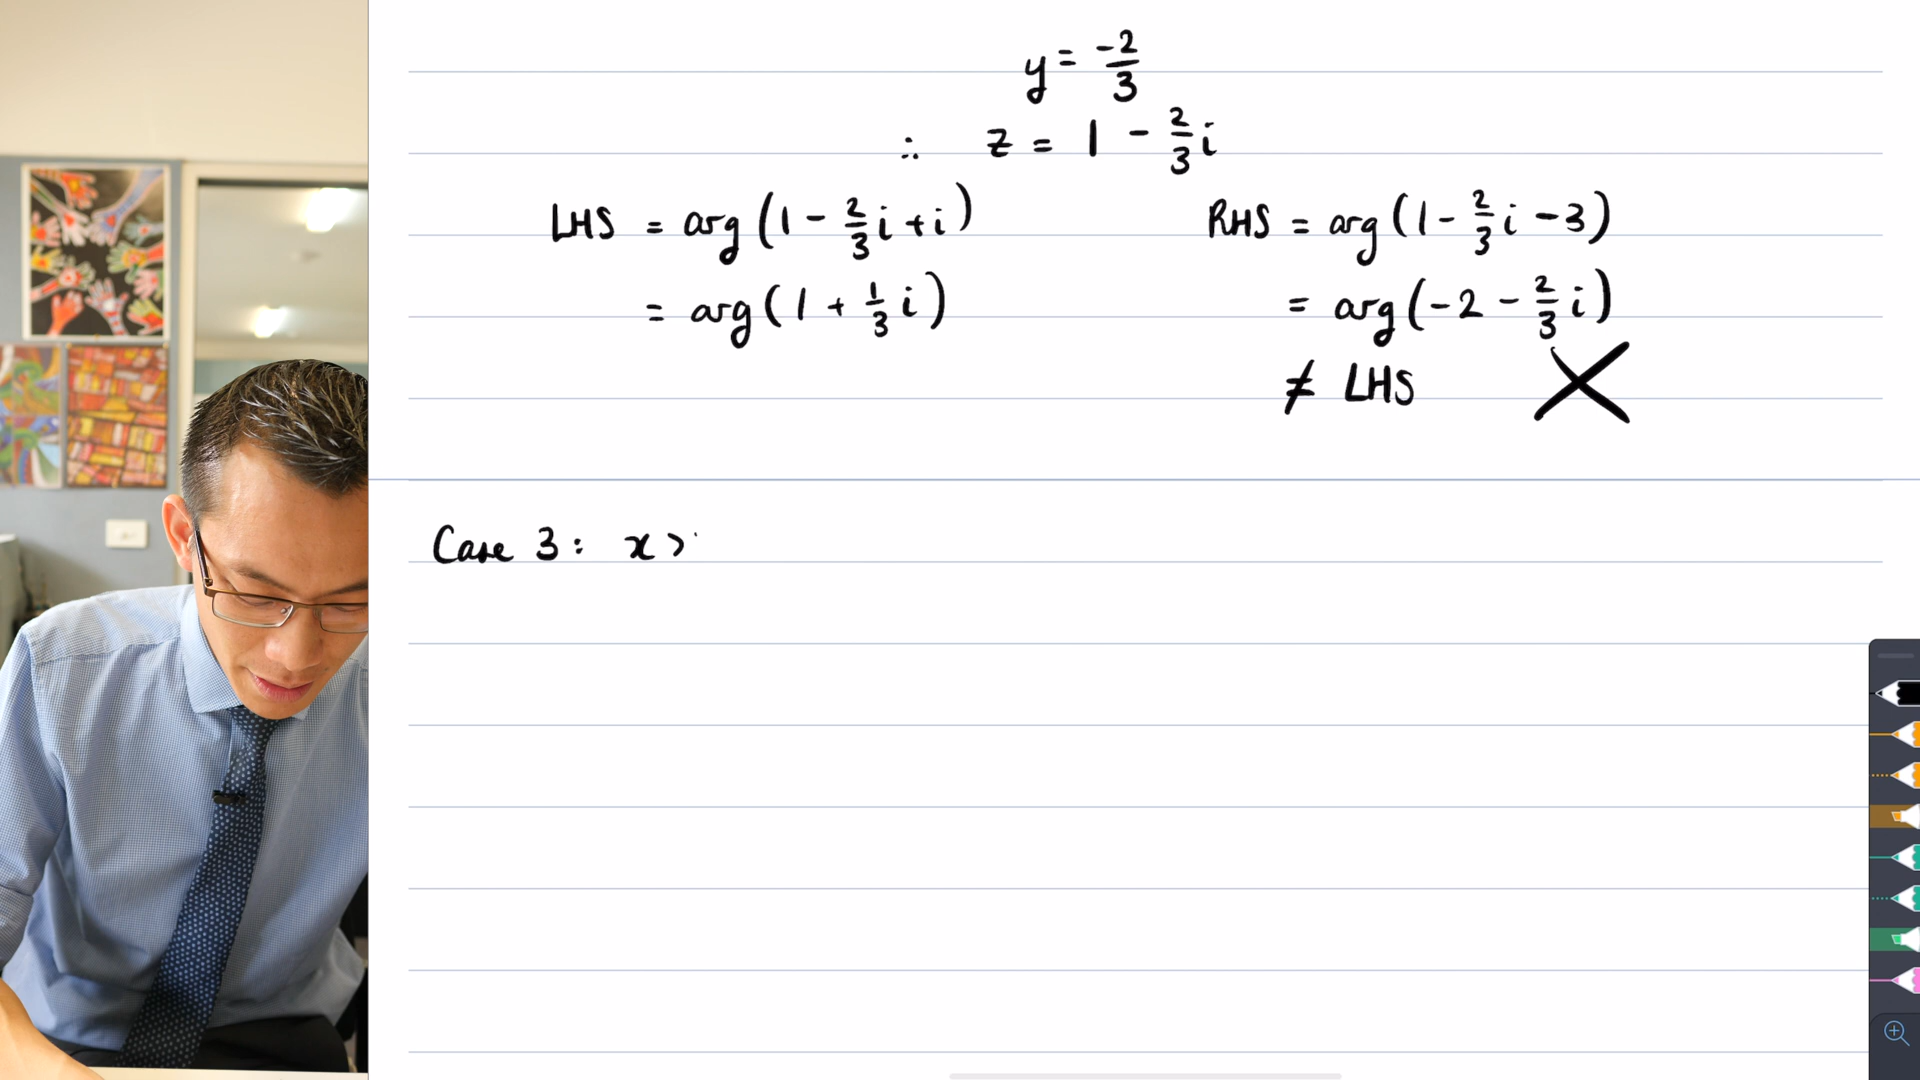 y = -2/3
∴ z = 1 - 2/3 i
LHS = arg(1 - 2/3 i + i)
RHS = arg(1 - 2/3 i - 3)
= arg(1 + 1/3 i)
= arg(-2 - 2/3 i)
≠ LHS
Case 3: x >